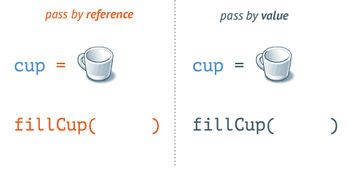 pass by reference
cup =
fillCup( )
pass by value
cup =
fillCup( )